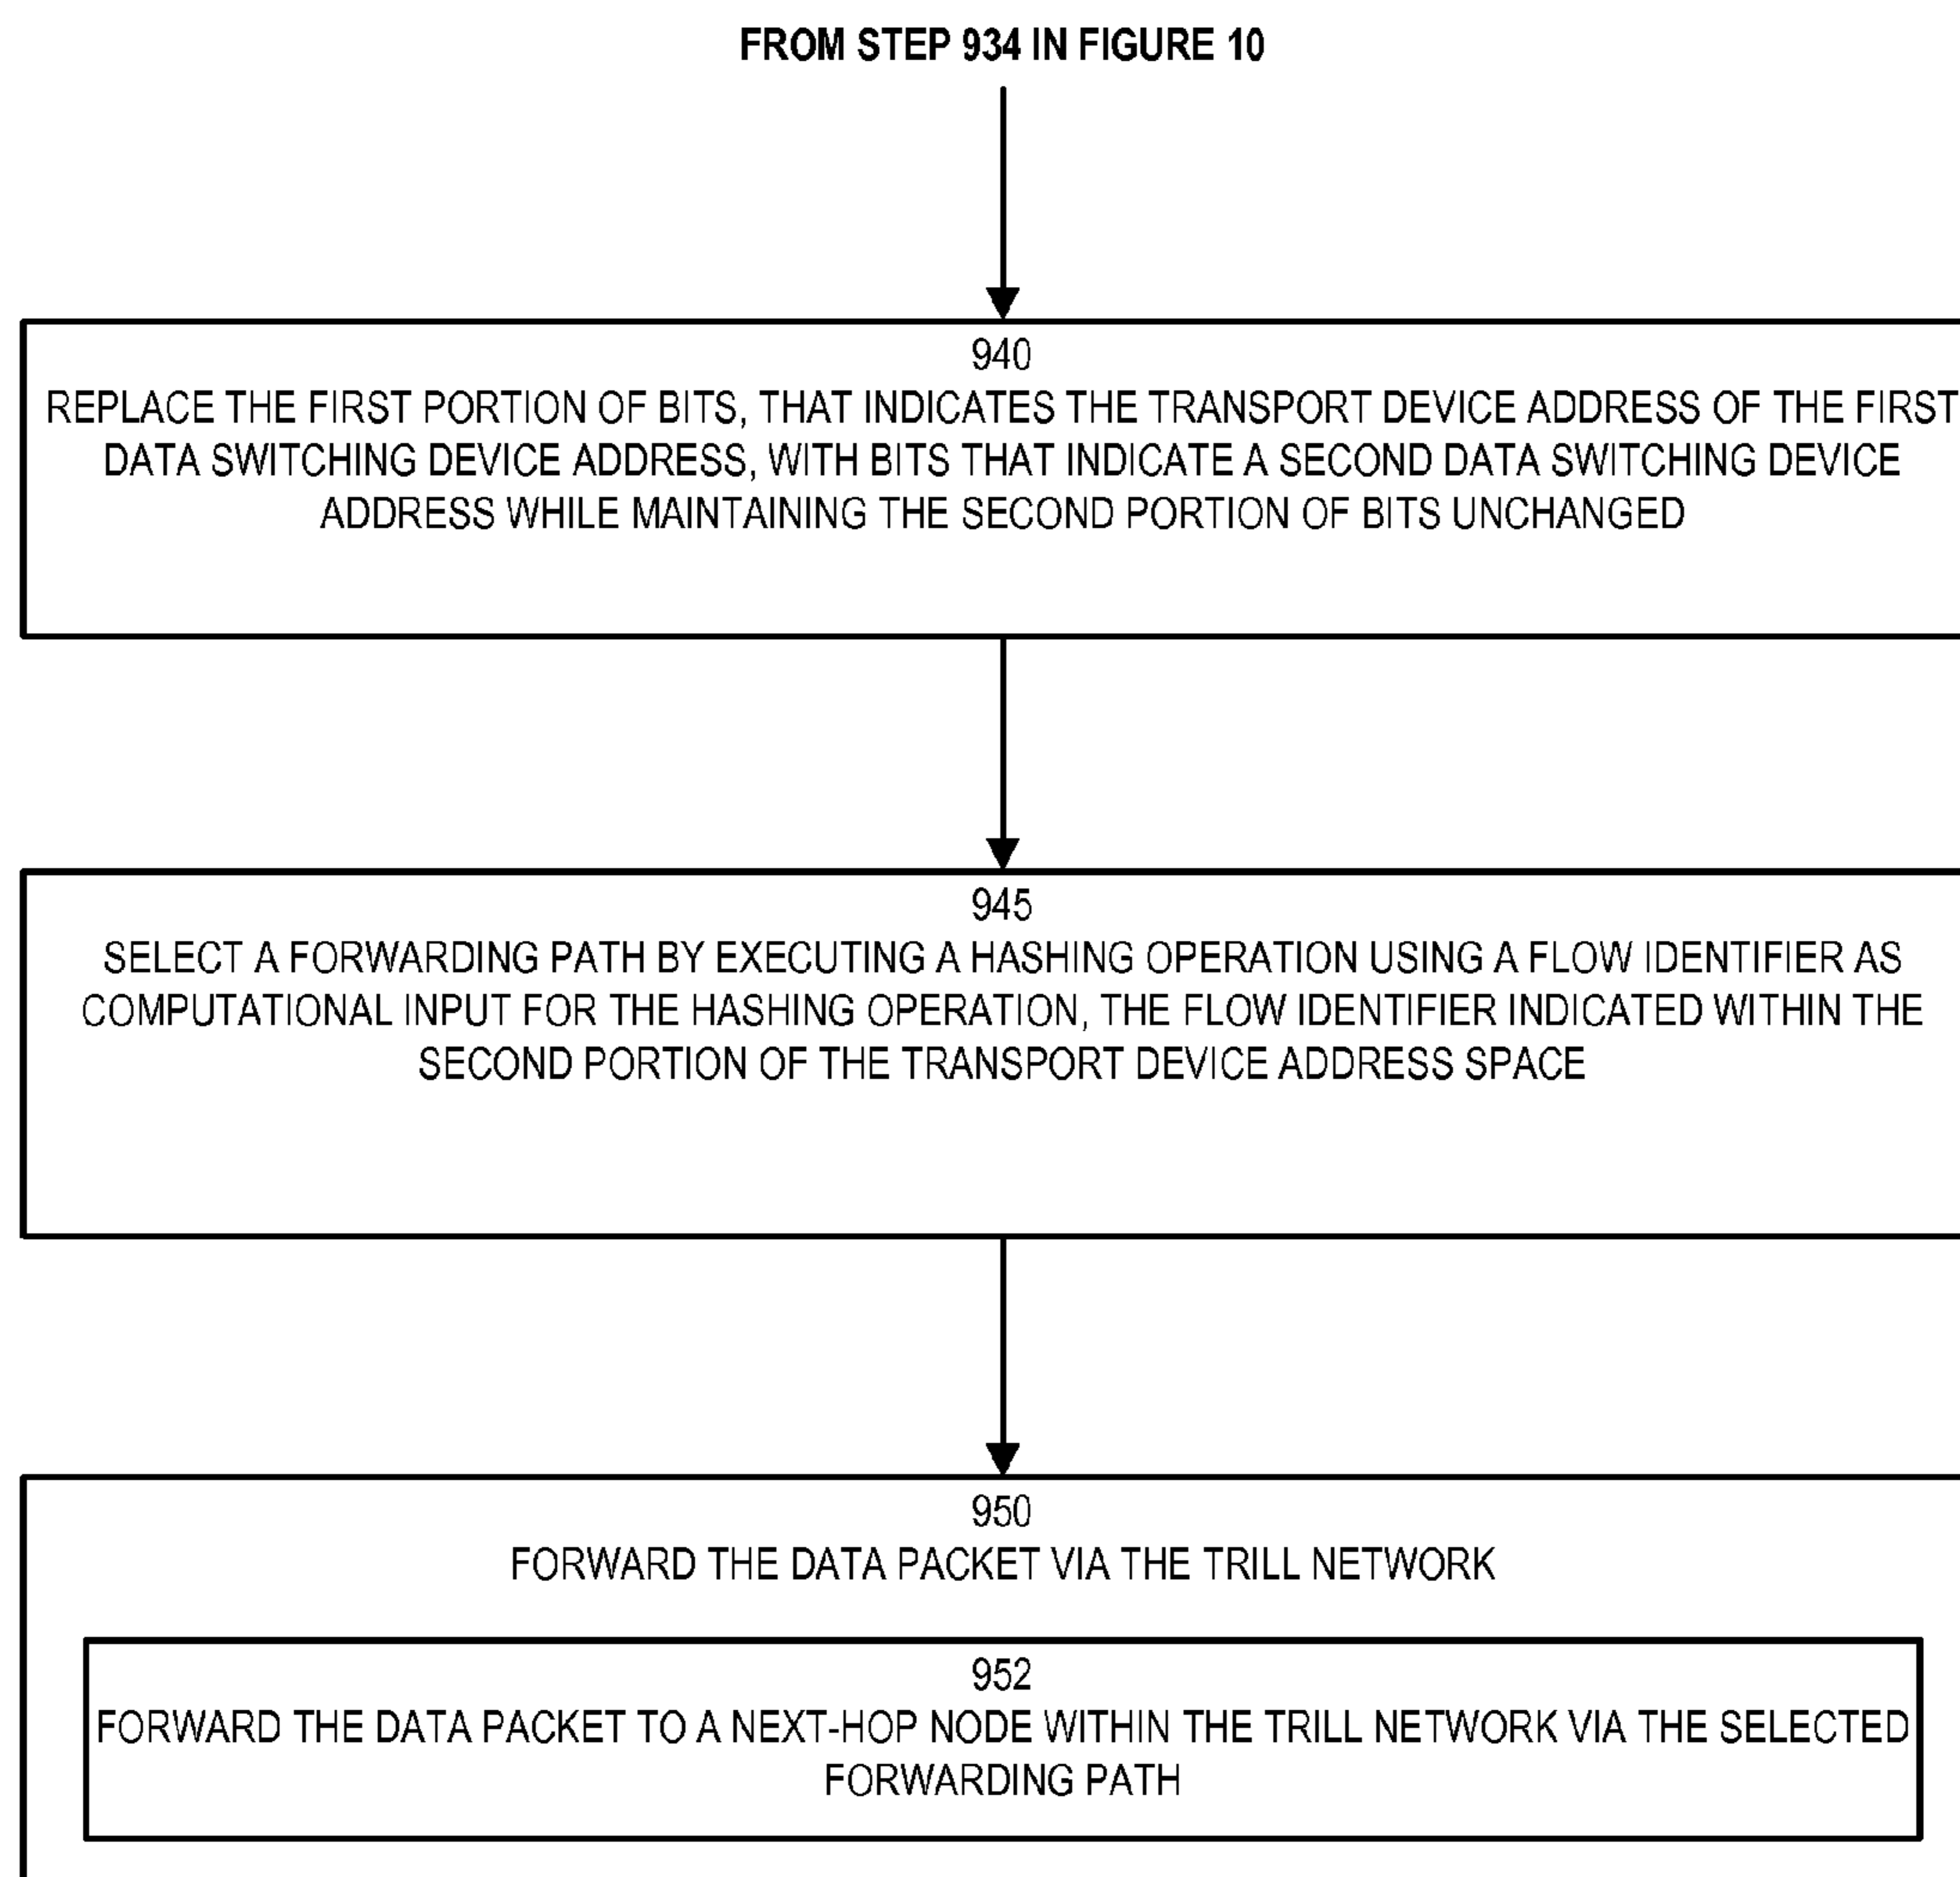 FROM STEP 934 IN FIGURE 10
940
REPLACE THE FIRST PORTION OF BITS, THAT INDICATES THE TRANSPORT DEVICE ADDRESS OF THE FIRST
DATA SWITCHING DEVICE ADDRESS, WITH BITS THAT INDICATE A SECOND DATA SWITCHING DEVICE
ADDRESS WHILE MAINTAINING THE SECOND PORTION OF BITS UNCHANGED
945
SELECT A FORWARDING PATH BY EXECUTING A HASHING OPERATION USING A FLOW IDENTIFIER AS
COMPUTATIONAL INPUT FOR THE HASHING OPERATION, THE FLOW IDENTIFIER INDICATED WITHIN THE
SECOND PORTION OF THE TRANSPORT DEVICE ADDRESS SPACE
950
FORWARD THE DATA PACKET VIA THE TRILL NETWORK
952
FORWARD THE DATA PACKET TO A NEXT-HOP NODE WITHIN THE TRILL NETWORK VIA THE SELECTED
FORWARDING PATH